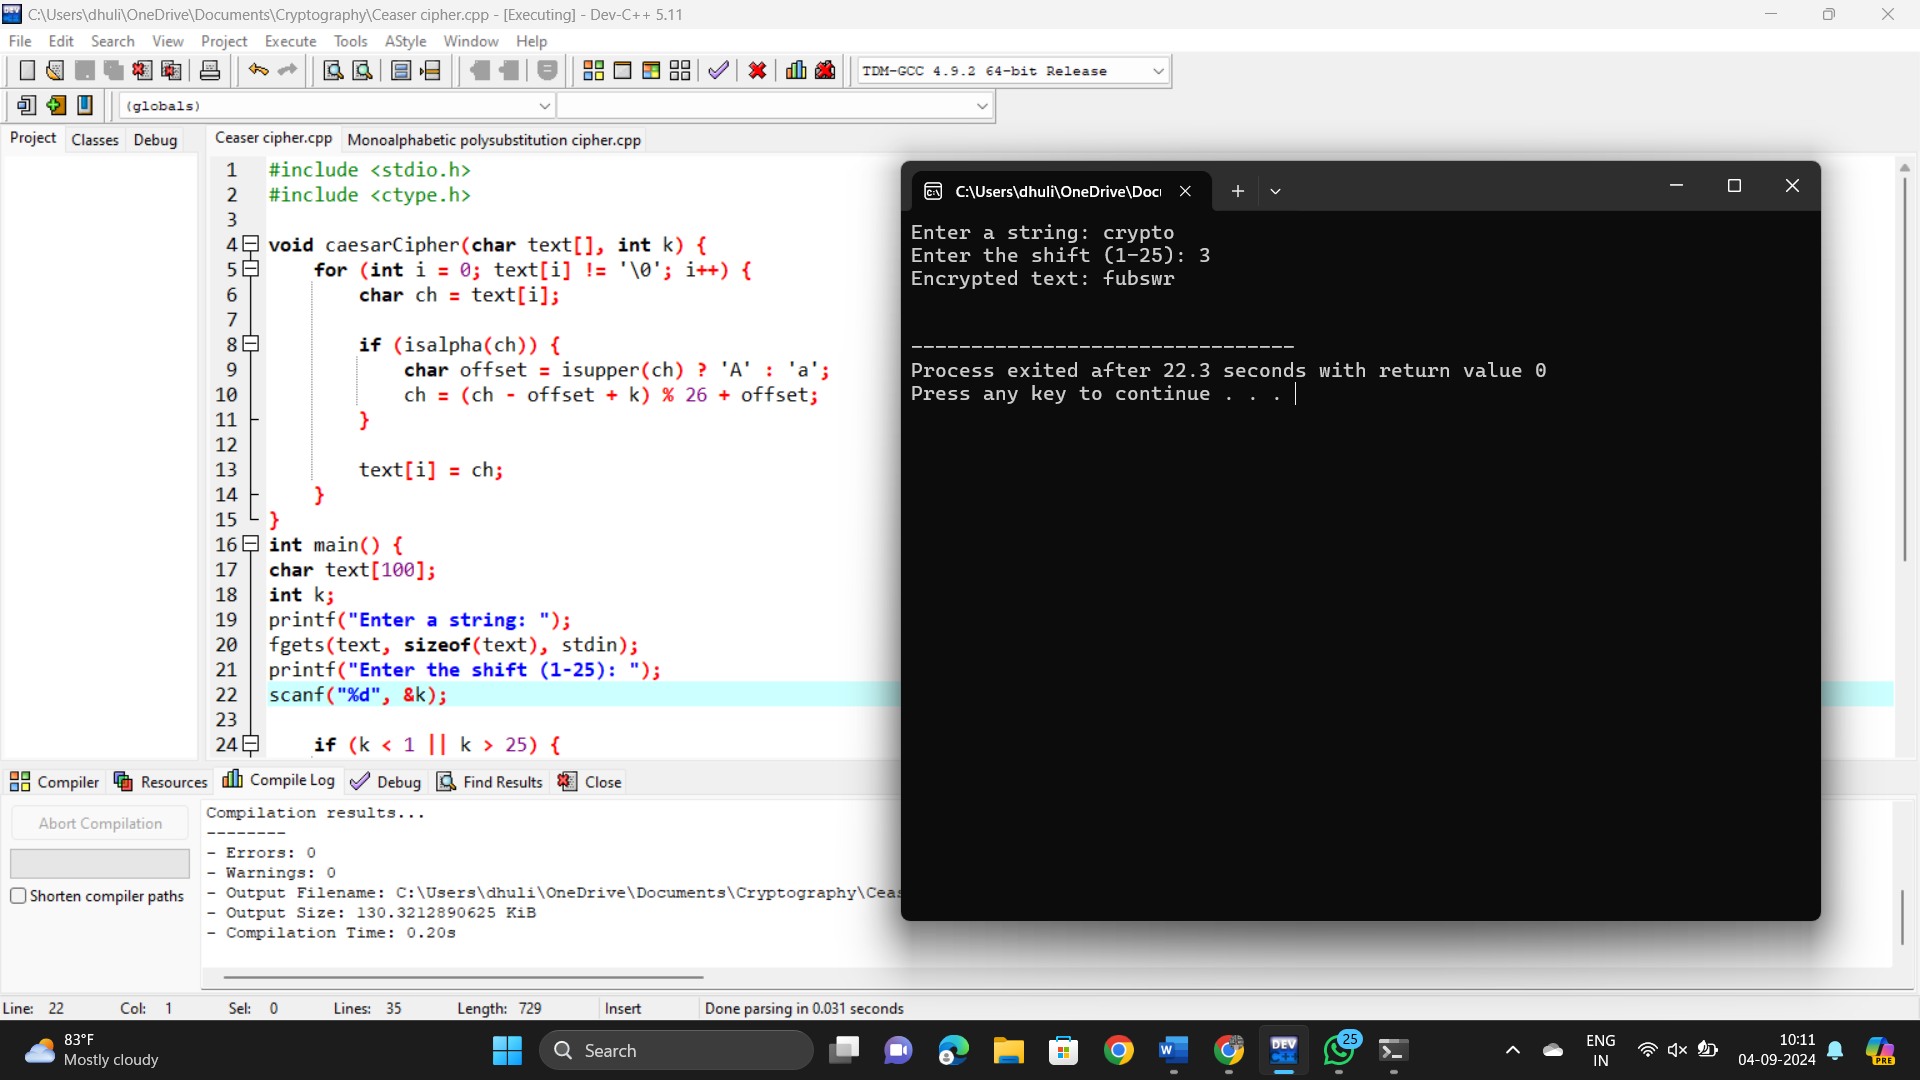 C:\Users\dhuli\OneDrive\Documents\Cryptography\Ceaser cipher.cpp - [Executing] - Dev-C++ 5.11
File Edit Search View Project Execute Tools AStyle Window Help
TDM-GCC 4.9.2 64-bit Release
(globals)
Project Classes Debug
Ceaser cipher.cpp Monoalphabetic polysubstitution cipher.cpp
1 #include <stdio.h>
2 #include <ctype.h>
3
4 void caesarCipher(char text[], int k) {
5 for (int i = 0; text[i] != '\0'; i++) {
6 char ch = text[i];
7
8 if (isalpha(ch)) {
9 char offset = isupper(ch) ? 'A' : 'a';
10 ch = (ch - offset + k) % 26 + offset;
11 }
12
13 text[i] = ch;
14 }
15 }
16 int main() {
17 char text[100];
18 int k;
19 printf("Enter a string: ");
20 fgets(text, sizeof(text), stdin);
21 printf("Enter the shift (1-25): ");
22 scanf("%d", &k);
23
24 if (k < 1 || k > 25) {
C:\Users\dhuli\OneDrive\Doc
Enter a string: crypto
Enter the shift (1-25): 3
Encrypted text: fubswr
--------------------------------
Process exited after 22.3 seconds with return value 0
Press any key to continue . . .
Compiler Resources Compile Log Debug Find Results Close
Abort Compilation
Shorten compiler paths
Compilation results...
--------
- Errors: 0
- Warnings: 0
- Output Filename: C:\Users\dhuli\OneDrive\Documents\Cryptography\Ceas
- Output Size: 130.3212890625 KiB
- Compilation Time: 0.20s
Line: 22 Col: 1 Sel: 0 Lines: 35 Length: 729 Insert Done parsing in 0.031 seconds
83°F
Mostly cloudy
Search
DEV
25
ENG
IN
10:11
04-09-2024
PRE